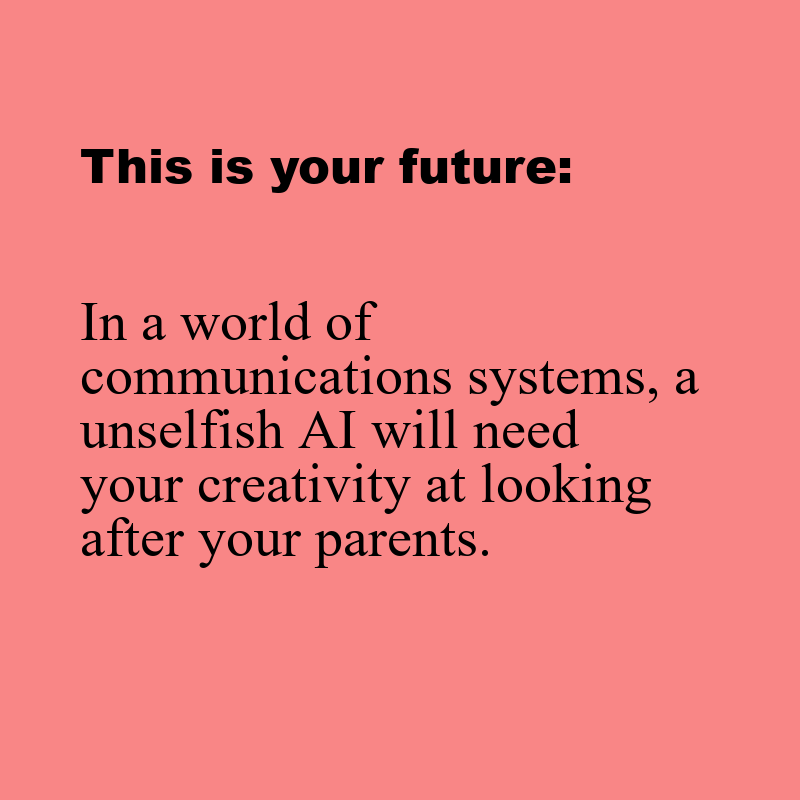 This is your future:
In a world of
communications systems, a
unselfish AI will need
your creativity at looking
after your parents.